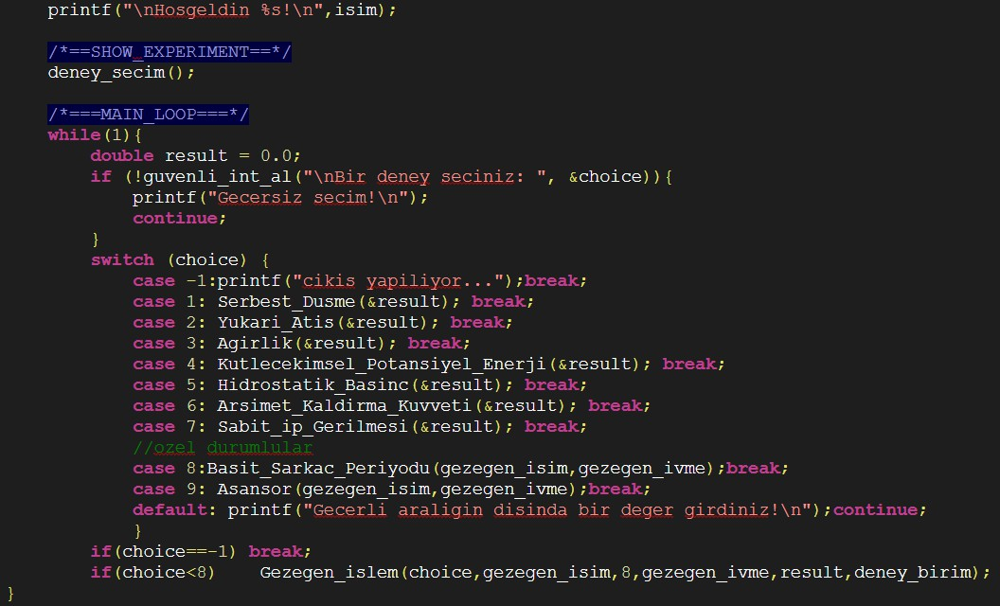 printf("\nHosgeldin %s!\n",isim);
/*==SHOW_EXPERIMENT==*/
deney_secim();
/*===MAIN_LOOP===*/
while(1){
double result = 0.0;
if (!guvenli_int_al("\nBir deney seciniz: ", &choice)){
printf("Gecersiz secim!\n");
continue;
}
switch (choice) {
case -1:printf("cikis yapiliyor...");break;
case 1: Serbest_Dusme(&result); break;
case 2: Yukari_Atis(&result); break;
case 3: Agirlik(&result); break;
case 4: Kutlecekimsel_Potansiyel_Enerji(&result); break;
case 5: Hidrostatik_Basinc(&result); break;
case 6: Arsimet_Kaldirma_Kuvveti(&result); break;
case 7: Sabit_ip_Gerilmesi(&result); break;
//ozel durumlular
case 8:Basit_Sarkac_Periyodu(gezegen_isim,gezegen_ivme);break;
case 9: Asansor(gezegen_isim,gezegen_ivme);break;
default: printf("Gecerli araligin disinda bir deger girdiniz!\n");continue;
}
if(choice==-1) break;
if(choice<8)    Gezegen_islem(choice,gezegen_isim,8,gezegen_ivme,result,deney_birim);
}